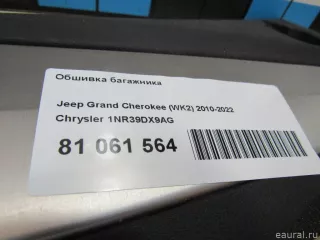 Обшивка багажника
Jeep Grand Cherokee (WK2) 2010-2022
Chrysler 1NR39DX9AG
81 061 564
eaural.ru